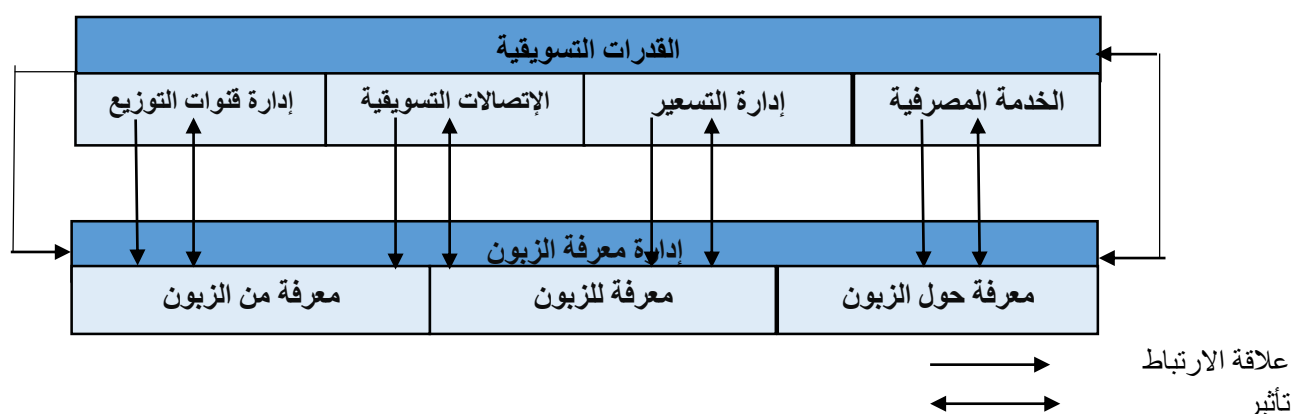 القدرات التسويقية
الخدمة المصرفية
إدارة التسعير
الإتصالات التسويقية
إدارة قنوات التوزيع
إدارة معرفة الزبون
معرفة حول الزبون
معرفة للزبون
معرفة من الزبون
علاقة الارتباط
تأثير